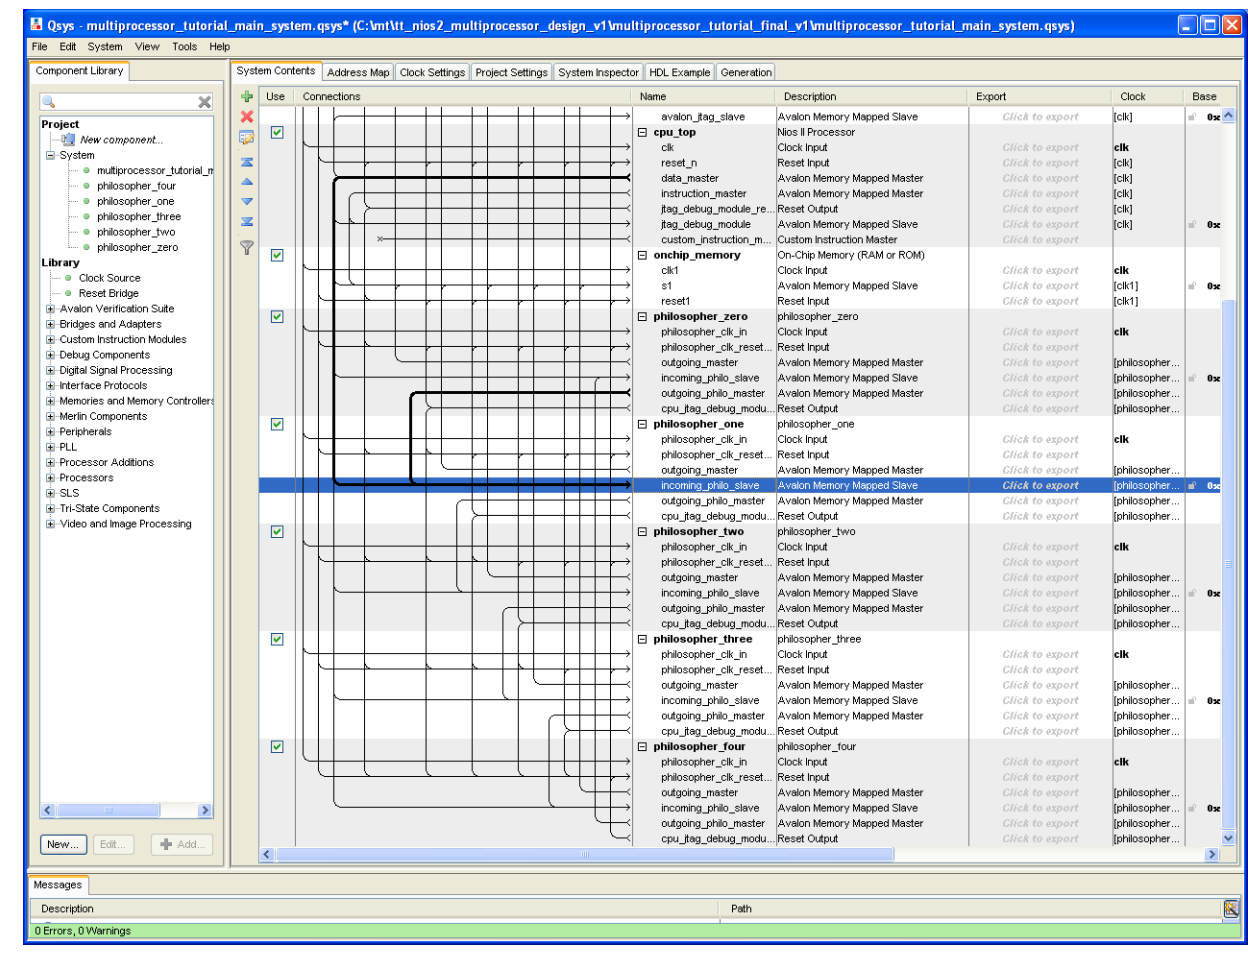 Qsys - multiprocessor_tutorial_main_system.qsys* (C:\mt\tt_nios2_multiprocessor_design_v1\multiprocessor_tutorial_final_v1\multiprocessor_tutorial_main_system.qsys)
File Edit System View Tools Help
Component Library
Project
New component...
System
multiprocessor_tutorial_m
philosopher_four
philosopher_one
philosopher_three
philosopher_two
philosopher_zero
Library
Clock Source
Reset Bridge
Avalon Verification Suite
Bridges and Adapters
Custom Instruction Modules
Debug Components
Digital Signal Processing
Interface Protocols
Memories and Memory Controllers
Merlin Components
Peripherals
PLL
Processor Additions
Processors
SLS
Tri-State Components
Video and Image Processing
New... Edit... Add...
System Contents Address Map Clock Settings Project Settings System Inspector HDL Example Generation
Use Connections Name Description Export Clock Base
avalon_jtag_slave Avalon Memory Mapped Slave Click to export [clk] 0x
cpu_top Nios II Processor
clk Clock Input Click to export clk
reset_n Reset Input Click to export [clk]
data_master Avalon Memory Mapped Master Click to export [clk]
instruction_master Avalon Memory Mapped Master Click to export [clk]
jtag_debug_module_re... Reset Output Click to export [clk]
jtag_debug_module Avalon Memory Mapped Slave Click to export [clk] 0x
custom_instruction_m... Custom Instruction Master Click to export
onchip_memory On-Chip Memory (RAM or ROM)
clk1 Clock Input Click to export clk
s1 Avalon Memory Mapped Slave Click to export [clk1] 0x
reset1 Reset Input Click to export [clk1]
philosopher_zero philosopher_zero
philosopher_clk_in Clock Input Click to export clk
philosopher_clk_reset... Reset Input Click to export
outgoing_master Avalon Memory Mapped Master Click to export [philosopher...
incoming_philo_slave Avalon Memory Mapped Slave Click to export [philosopher... 0x
outgoing_philo_master Avalon Memory Mapped Master Click to export [philosopher...
cpu_jtag_debug_modu... Reset Output Click to export [philosopher...
philosopher_one philosopher_one
philosopher_clk_in Clock Input Click to export clk
philosopher_clk_reset... Reset Input Click to export
outgoing_master Avalon Memory Mapped Master Click to export [philosopher...
incoming_philo_slave Avalon Memory Mapped Slave Click to export [philosopher... 0x
outgoing_philo_master Avalon Memory Mapped Master Click to export [philosopher...
cpu_jtag_debug_modu... Reset Output Click to export [philosopher...
philosopher_two philosopher_two
philosopher_clk_in Clock Input Click to export clk
philosopher_clk_reset... Reset Input Click to export
outgoing_master Avalon Memory Mapped Master Click to export [philosopher...
incoming_philo_slave Avalon Memory Mapped Slave Click to export [philosopher... 0x
outgoing_philo_master Avalon Memory Mapped Master Click to export [philosopher...
cpu_jtag_debug_modu... Reset Output Click to export [philosopher...
philosopher_three philosopher_three
philosopher_clk_in Clock Input Click to export clk
philosopher_clk_reset... Reset Input Click to export
outgoing_master Avalon Memory Mapped Master Click to export [philosopher...
incoming_philo_slave Avalon Memory Mapped Slave Click to export [philosopher... 0x
outgoing_philo_master Avalon Memory Mapped Master Click to export [philosopher...
cpu_jtag_debug_modu... Reset Output Click to export [philosopher...
philosopher_four philosopher_four
philosopher_clk_in Clock Input Click to export clk
philosopher_clk_reset... Reset Input Click to export
outgoing_master Avalon Memory Mapped Master Click to export [philosopher...
incoming_philo_slave Avalon Memory Mapped Slave Click to export [philosopher... 0x
outgoing_philo_master Avalon Memory Mapped Master Click to export [philosopher...
cpu_jtag_debug_modu... Reset Output Click to export [philosopher...
Messages
Description Path
0 Errors, 0 Warnings